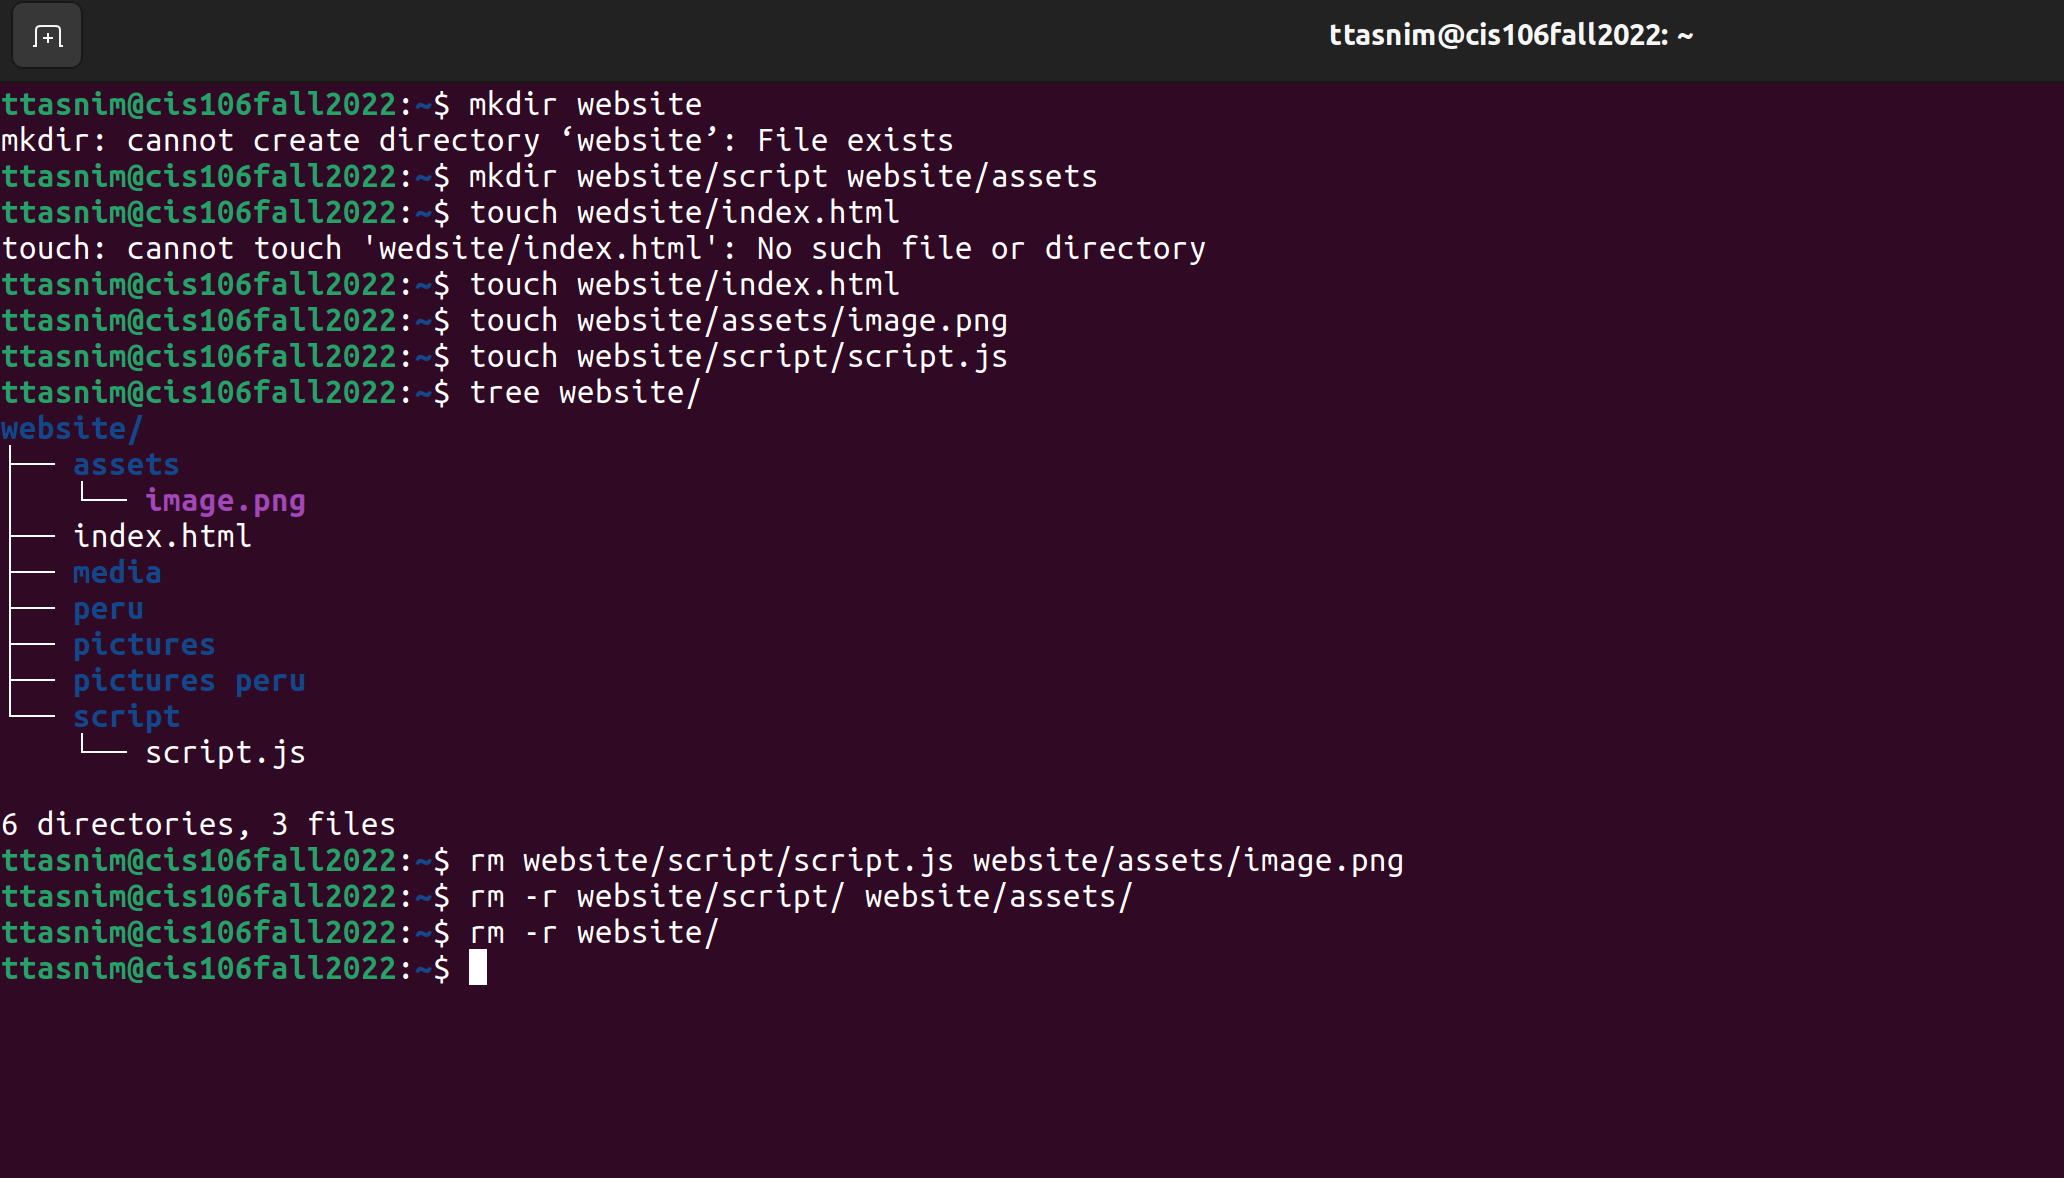 ttasnim@cis106fall2022: ~
ttasnim@cis106fall2022:~$ mkdir website
mkdir: cannot create directory ‘website’: File exists
ttasnim@cis106fall2022:~$ mkdir website/script website/assets
ttasnim@cis106fall2022:~$ touch wedsite/index.html
touch: cannot touch 'wedsite/index.html': No such file or directory
ttasnim@cis106fall2022:~$ touch website/index.html
ttasnim@cis106fall2022:~$ touch website/assets/image.png
ttasnim@cis106fall2022:~$ touch website/script/script.js
ttasnim@cis106fall2022:~$ tree website/
website/
├── assets
│   └── image.png
├── index.html
├── media
├── peru
├── pictures
├── pictures peru
└── script
    └── script.js
6 directories, 3 files
ttasnim@cis106fall2022:~$ rm website/script/script.js website/assets/image.png
ttasnim@cis106fall2022:~$ rm -r website/script/ website/assets/
ttasnim@cis106fall2022:~$ rm -r website/
ttasnim@cis106fall2022:~$